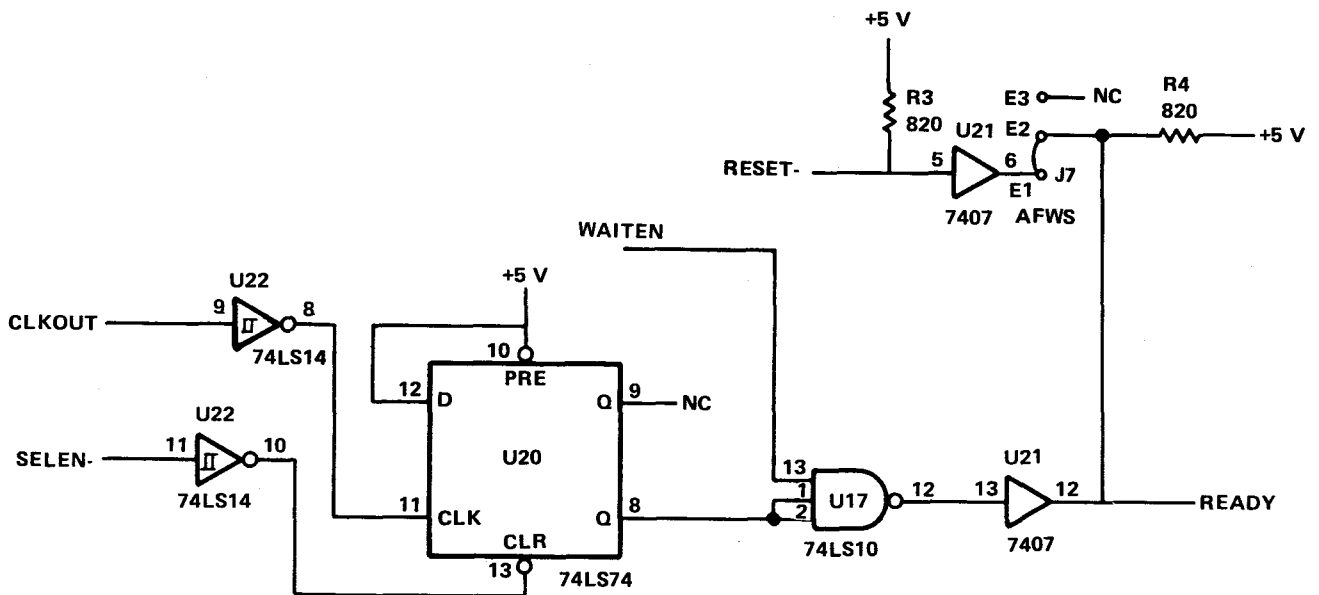 +5 V
R3
820
E3
NC
R4
820
U21
E2
+5 V
RESET-
5
6
J7
E1
7407
AFWS
WAITEN
U22
+5 V
9
8
CLKOUT
II
74LS14
10
PRE
12
D
Q
9
NC
U22
11
10
U20
SELEN-
II
74LS14
13
U21
1
12
13
12
11
CLK
Q
8
2
U17
READY
CLR
74LS10
7407
13
74LS74